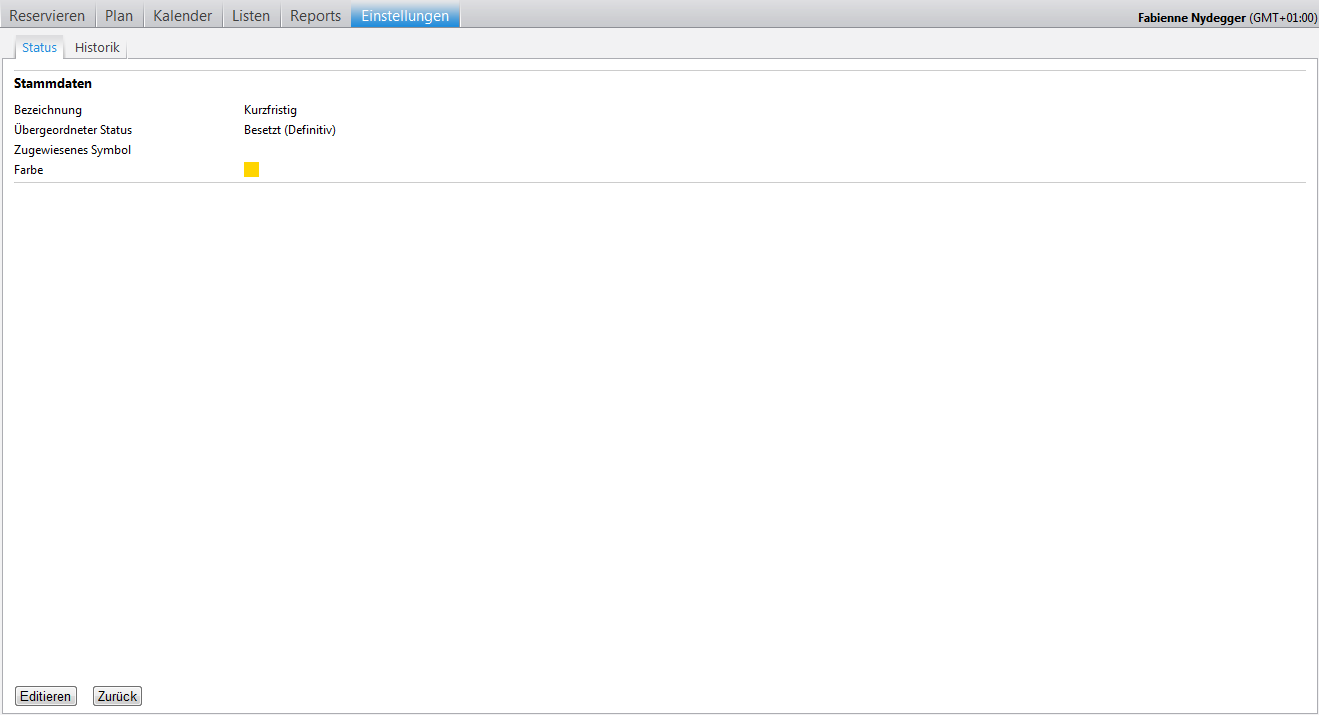 Reservieren Plan Kalender Listen Reports Einstellungen Fabienne Nydegger (GMT+01:00)
Status Historik
Stammdaten
Bezeichnung Kurzfristig
Übergeordneter Status Besetzt (Definitiv)
Zugewiesenes Symbol
Farbe
Editieren Zurück